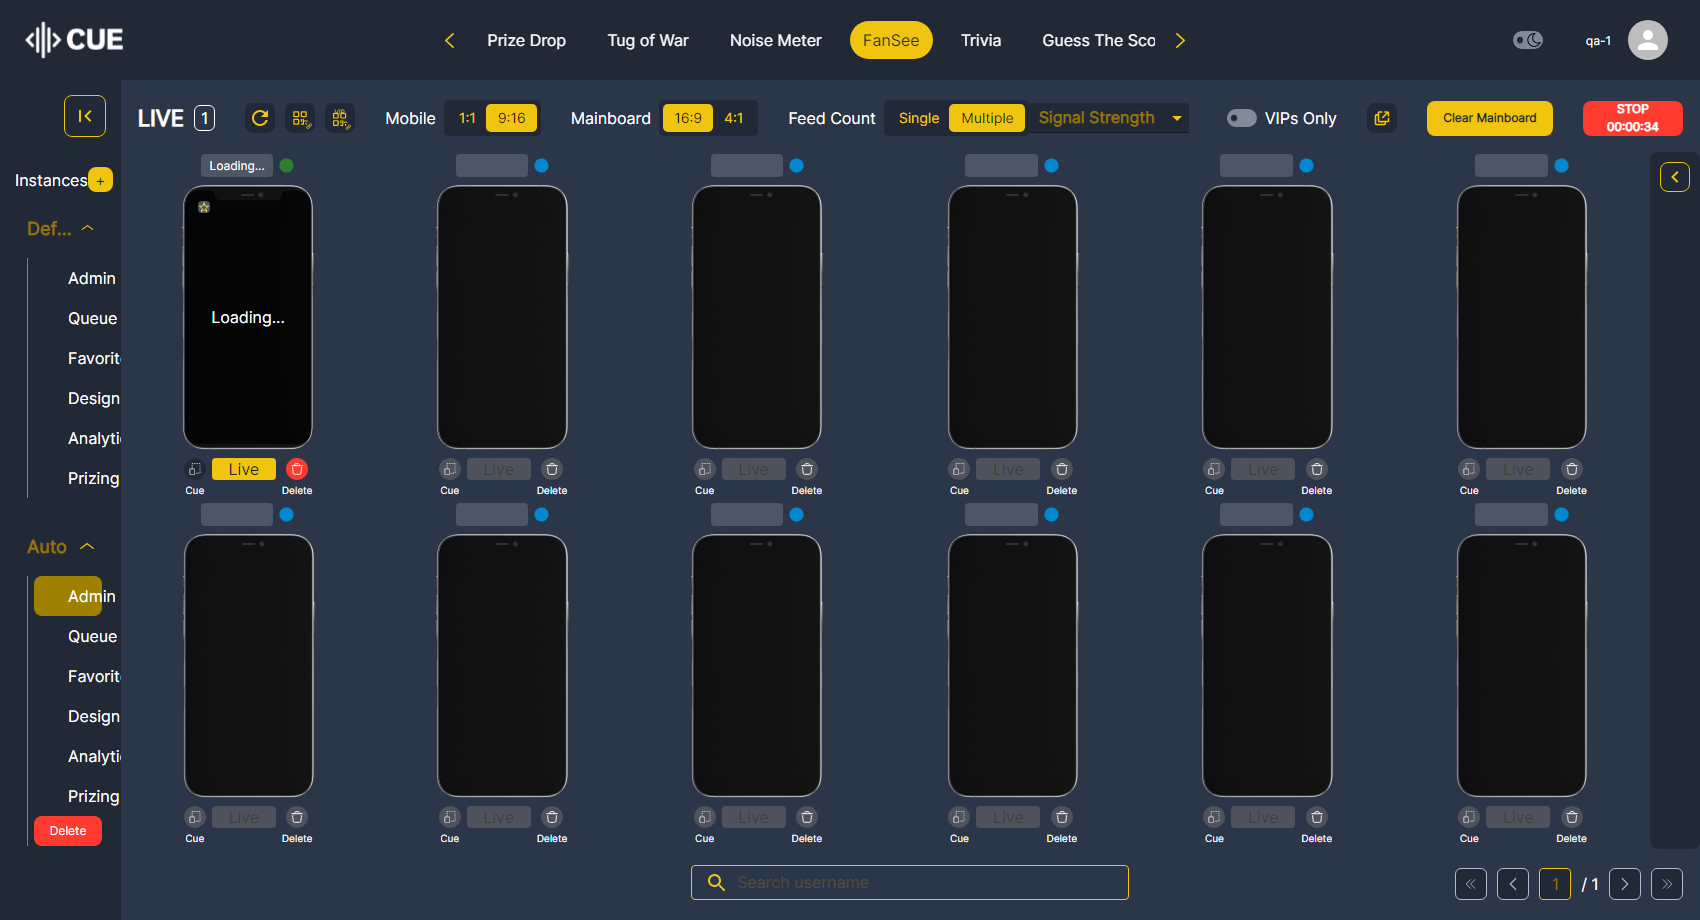 CUE
Prize Drop
Tug of War
Noise Meter
FanSee
Trivia
Guess The Sco
qa-1
LIVE 1
Mobile 1:1 9:16
Mainboard 16:9 4:1
Feed Count Single Multiple
Signal Strength
VIPs Only
Clear Mainboard
STOP
00:00:34
Instances +
Def...
Admin
Queue
Favorite
Design
Analytic
Prizing
Auto
Admin
Queue
Favorite
Design
Analytic
Prizing
Delete
Loading...
Loading...
Live Live Live Live Live Live
Cue Delete Cue Delete Cue Delete Cue Delete Cue Delete Cue Delete
Live Live Live Live Live Live
Cue Delete Cue Delete Cue Delete Cue Delete Cue Delete Cue Delete
Search username
1 / 1